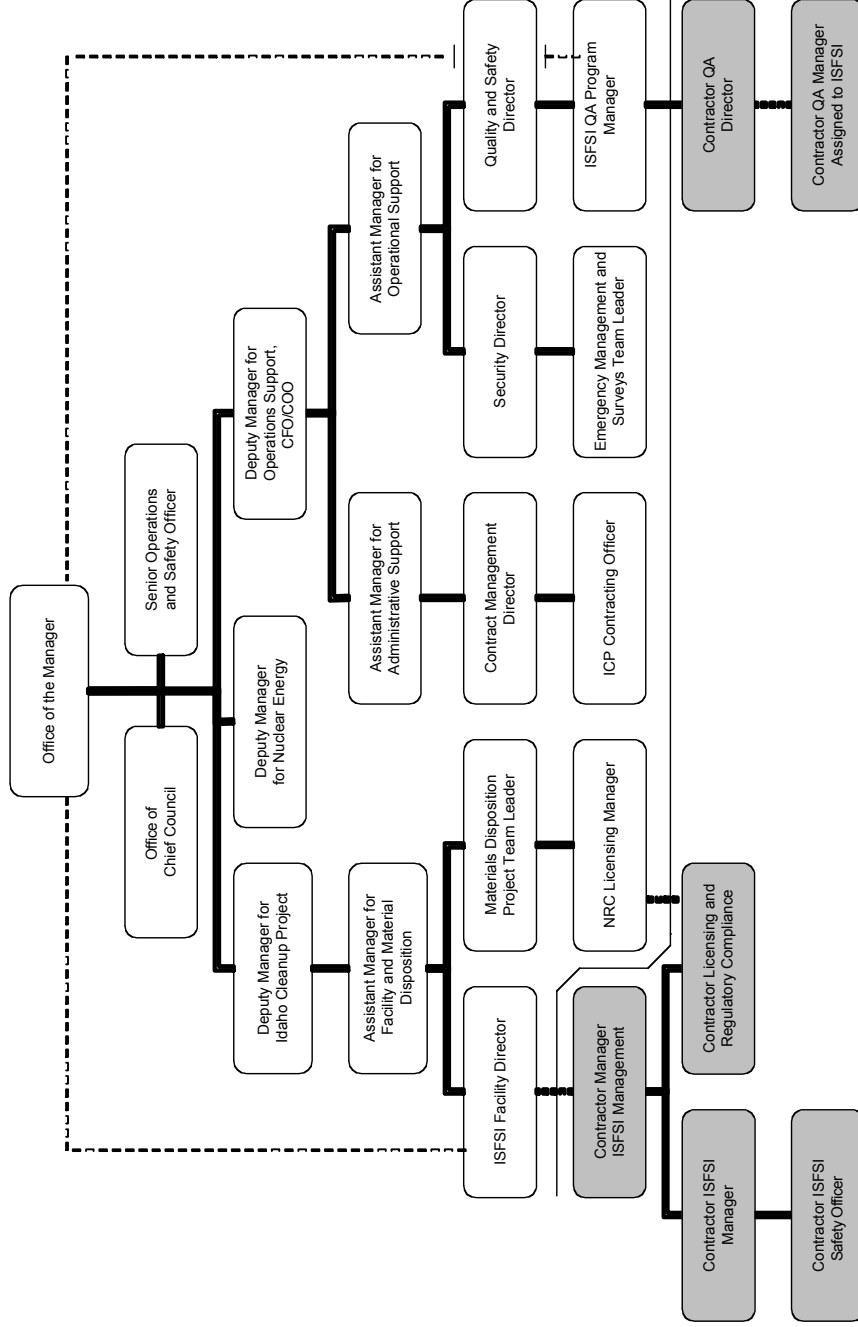 Office of the Manager
Office of
Chief Council
Senior Operations
and Safety Officer
Deputy Manager for
Idaho Cleanup Project
Deputy Manager
for Nuclear Energy
Deputy Manager for
Operations Support,
CFO/COO
Assistant Manager for
Facility and Material
Disposition
Assistant Manager for
Administrative Support
Assistant Manager for
Operational Support
ISFSI Facility Director
Materials Disposition
Project Team Leader
Contract Management
Director
Security Director
Quality and Safety
Director
Contractor Manager
ISFSI Management
NRC Licensing Manager
ICP Contracting Officer
Emergency Management and
Surveys Team Leader
ISFSI QA Program
Manager
Contractor ISFSI
Manager
Contractor Licensing and
Regulatory Compliance
Contractor QA
Director
Contractor ISFSI
Safety Officer
Contractor QA Manager
Assigned to ISFSI